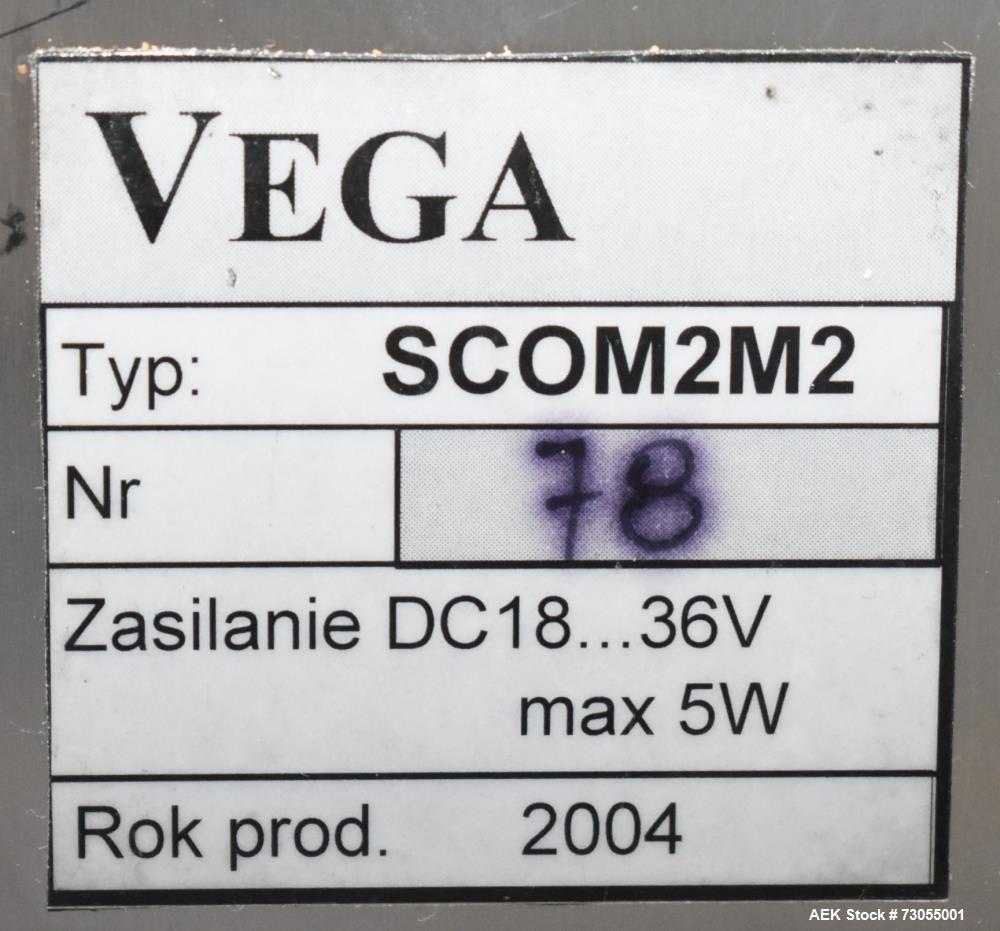 VEGA
Typ: SCOM2M2
Nr 78
Zasilanie DC18...36V
max 5W
Rok prod. 2004
AEK Stock # 73055001